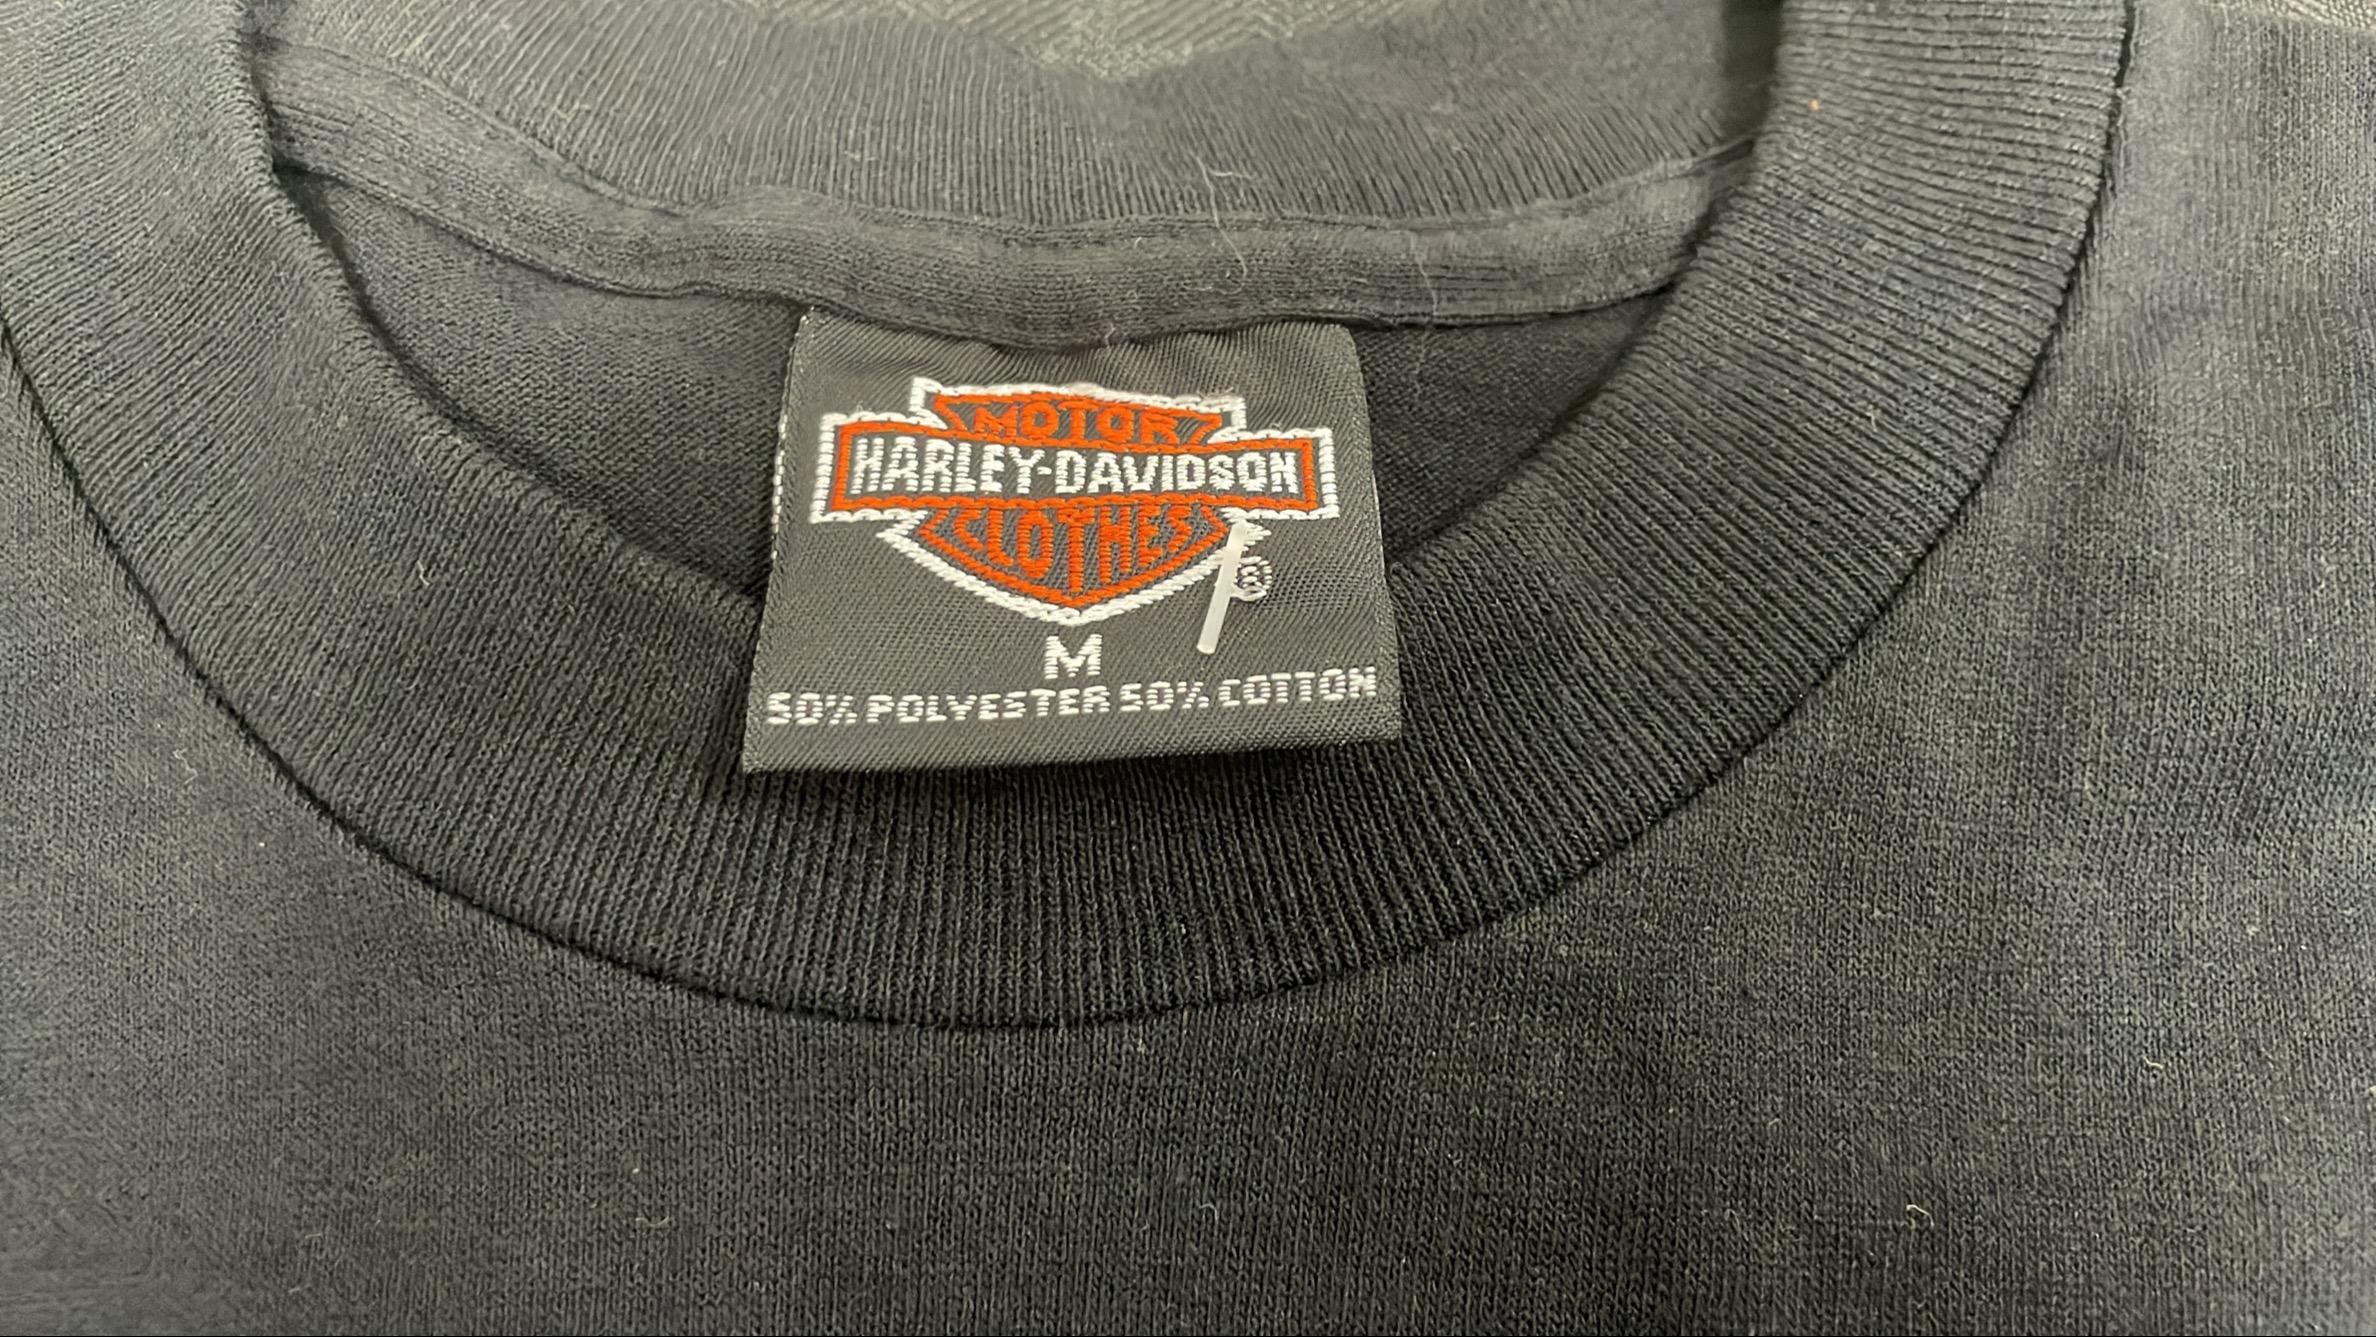 MOTOR
HARLEY-DAVIDSON
CLOTHES
®
M
50% POLYESTER 50% COTTON